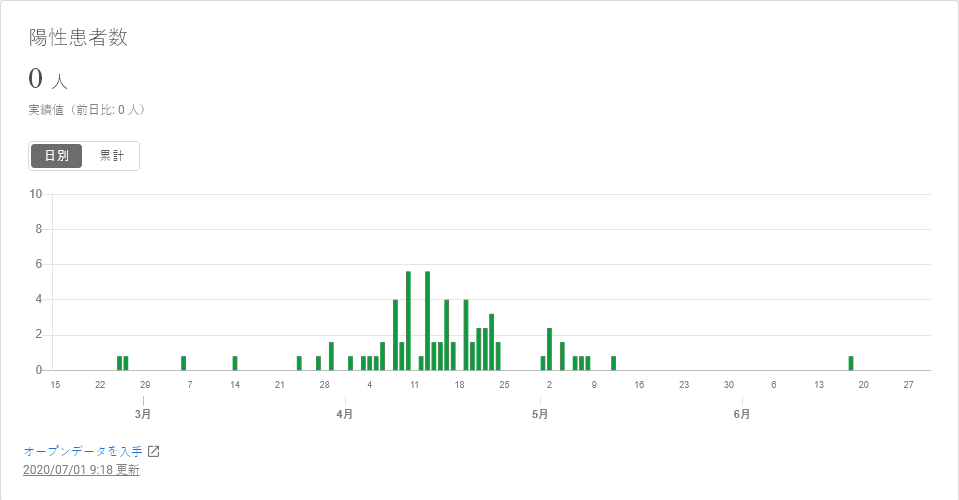 陽性患者数
0 人
実績値（前日比: 0 人）
日別 累計
10
8
6
4
2
0
15 22 29 7 14 21 28 4 11 18 25 2 9 16 23 30 6 13 20 27
3月 4月 5月 6月
オープンデータを入手
2020/07/01 9:18 更新